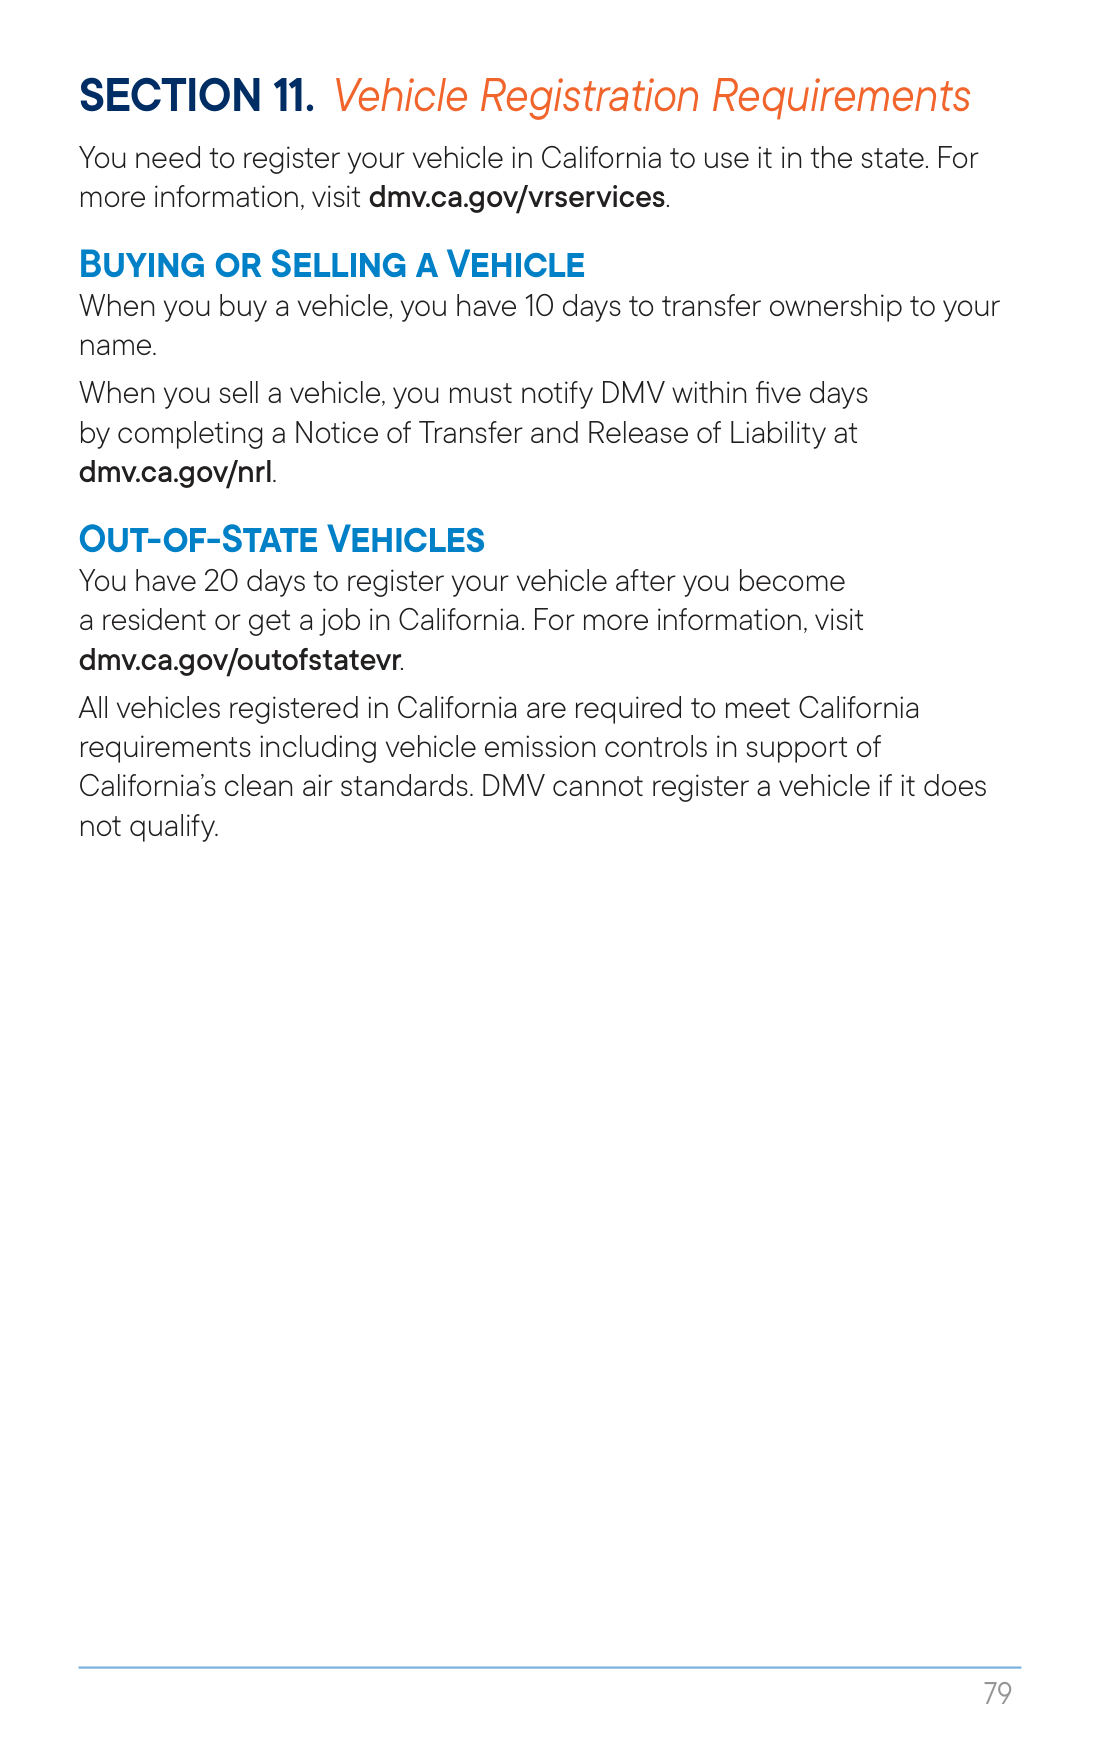 SECTION 11. Vehicle Registration Requirements
You need to register your vehicle in California to use it in the state. For
more information, visit dmv.ca.gov/vrservices.
Buying or Selling a Vehicle
When you buy a vehicle, you have 10 days to transfer ownership to your
name.
When you sell a vehicle, you must notify DMV within five days
by completing a Notice of Transfer and Release of Liability at
dmv.ca.gov/nrl.
Out-of-State Vehicles
You have 20 days to register your vehicle after you become
a resident or get a job in California. For more information, visit
dmv.ca.gov/outofstatevr.
All vehicles registered in California are required to meet California
requirements including vehicle emission controls in support of
California’s clean air standards. DMV cannot register a vehicle if it does
not qualify.
79